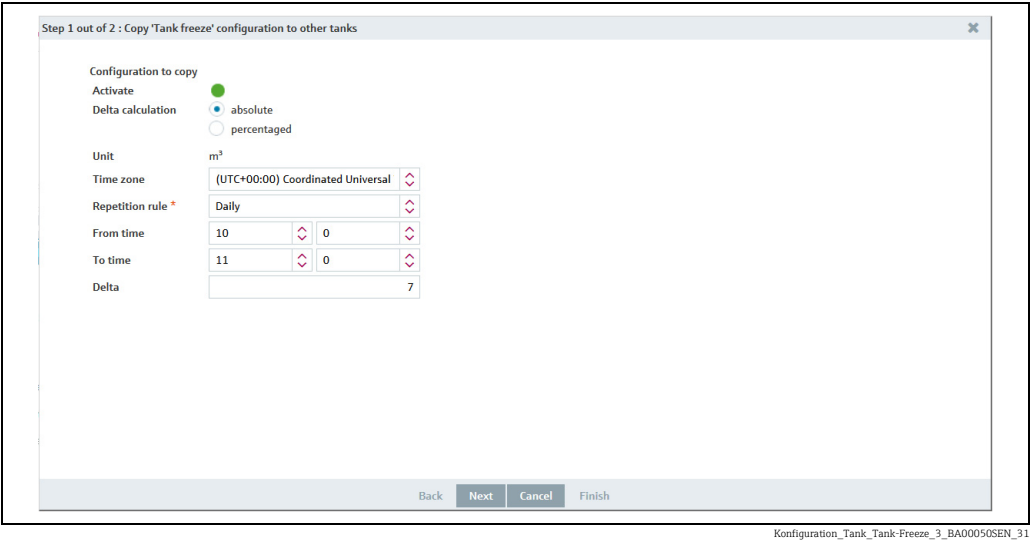 Step 1 out of 2 : Copy 'Tank freeze' configuration to other tanks
Configuration to copy
Activate
Delta calculation absolute
percentaged
Unit m³
Time zone (UTC+00:00) Coordinated Universal
Repetition rule * Daily
From time 10 0
To time 11 0
Delta 7
Back Next Cancel Finish
Konfiguration_Tank_Tank-Freeze_3_BA00050SEN_31